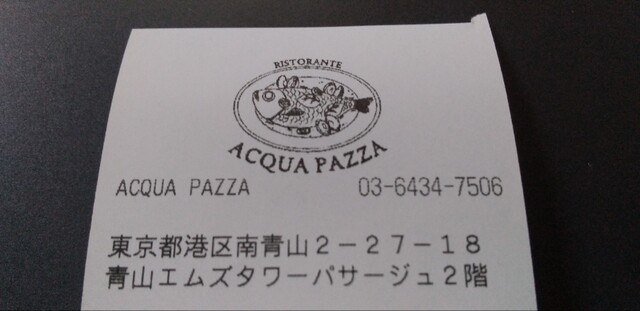 RISTORANTE
ACQUA PAZZA
ACQUA PAZZA 03-6434-7506
東京都港区南青山2-27-18
青山エムズタワーパサージュ2階